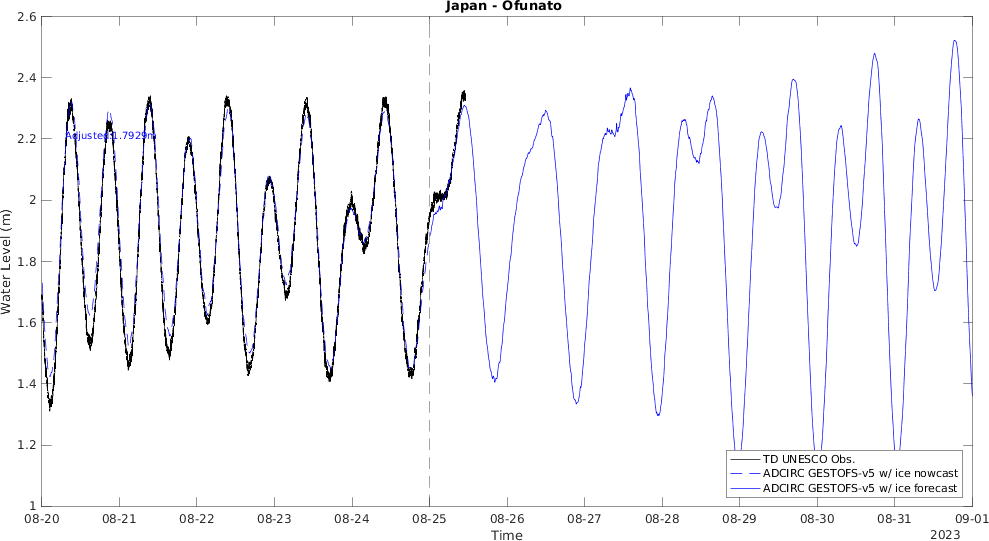 Japan - Ofunato
2.6
2.4
2.2
2
1.8
1.6
1.4
1.2
1
Water Level (m)
Adjusted:1.7929m
TD UNESCO Obs.
ADCIRC GESTOFS-v5 w/ ice nowcast
ADCIRC GESTOFS-v5 w/ ice forecast
08-20 08-21 08-22 08-23 08-24 08-25 08-26 08-27 08-28 08-29 08-30 08-31 09-01
Time
2023